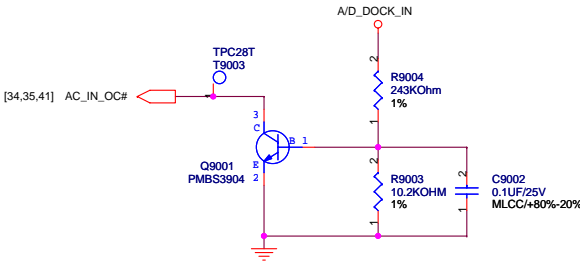 A/D_DOCK_IN
TPC28T
T9003
[34,35,41] AC_IN_OC#
2
R9004
243KOhm
1%
1
3
C
B 1
E
2
Q9001
PMBS3904
2
R9003
10.2KOHM
1%
1
2
C9002
0.1UF/25V
MLCC/+80%-20%
1